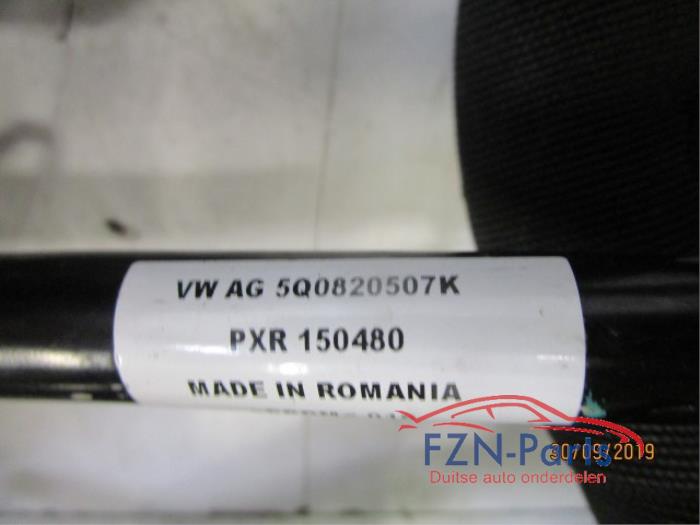 VW AG 5Q0820507K
PXR 150480
MADE IN ROMANIA
FZN-Parts
30/09/2019
Duitse auto onderdelen